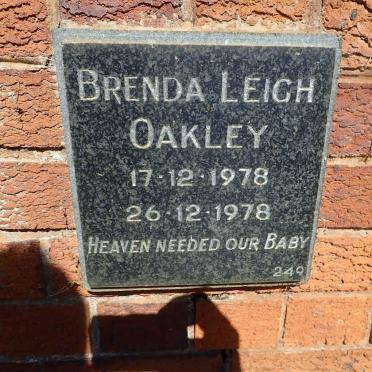 BRENDA LEIGH
OAKLEY
17·12·1978
26·12·1978
HEAVEN NEEDED OUR BABY
249